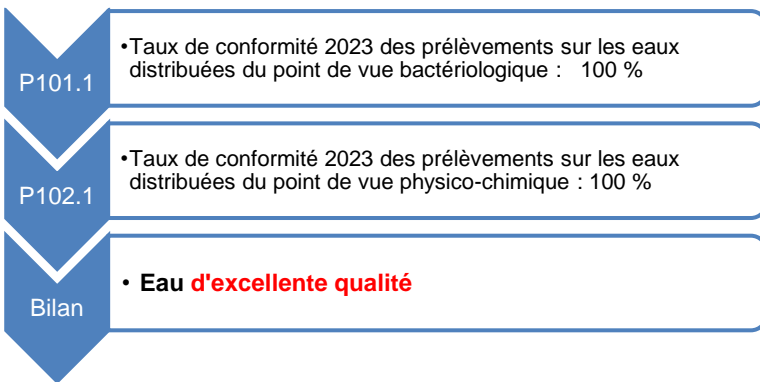 P101.1
•Taux de conformité 2023 des prélèvements sur les eaux
distribuées du point de vue bactériologique : 100 %
P102.1
•Taux de conformité 2023 des prélèvements sur les eaux
distribuées du point de vue physico-chimique : 100 %
Bilan
• Eau d'excellente qualité